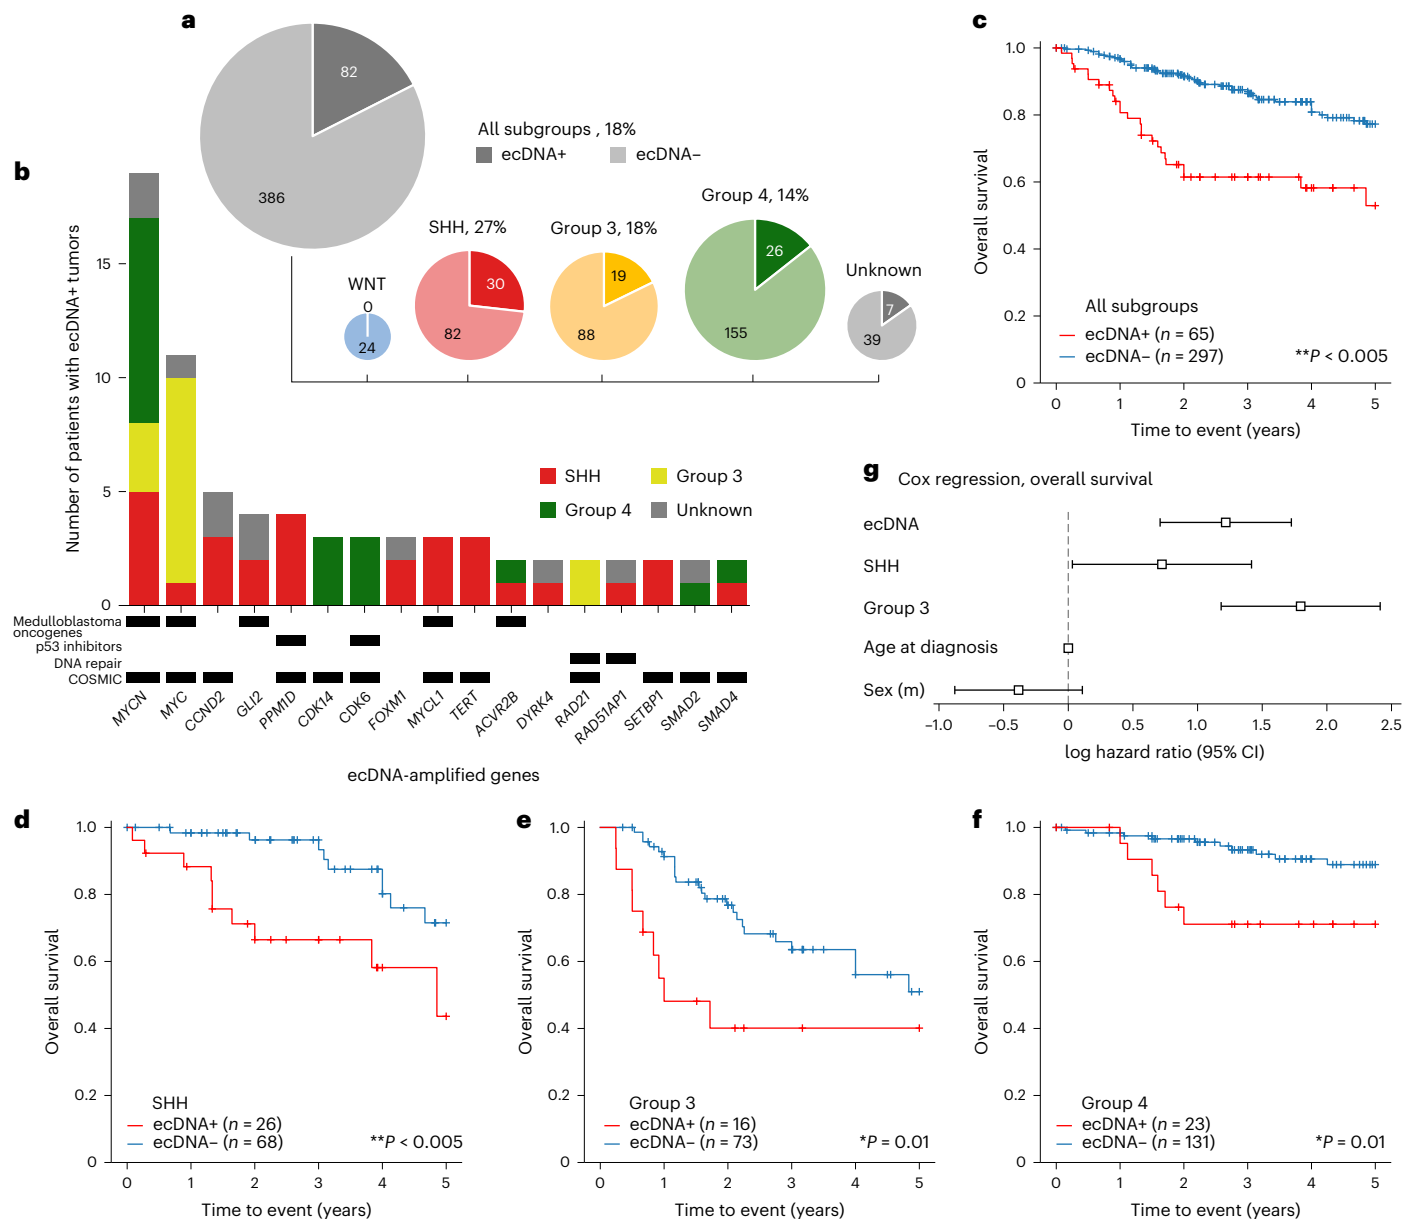 a
82
386
All subgroups , 18%
ecDNA+
ecDNA−
WNT
0
24
SHH, 27%
30
82
Group 3, 18%
19
88
Group 4, 14%
26
155
Unknown
7
39
b
Number of patients with ecDNA+ tumors
15
10
5
0
SHH
Group 3
Group 4
Unknown
Medulloblastoma
oncogenes
p53 inhibitors
DNA repair
COSMIC
MYCN
MYC
CCND2
GLI2
PPM1D
CDK14
CDK6
FOXM1
MYCL1
TERT
ACVR2B
DYRK4
RAD21
RAD51AP1
SETBP1
SMAD2
SMAD4
ecDNA-amplified genes
c
Overall survival
1.0
0.8
0.6
0.4
0.2
0
All subgroups
ecDNA+ (n = 65)
ecDNA− (n = 297)
**P < 0.005
0 1 2 3 4 5
Time to event (years)
g
Cox regression, overall survival
ecDNA
SHH
Group 3
Age at diagnosis
Sex (m)
−1.0 −0.5 0 0.5 1.0 1.5 2.0 2.5
log hazard ratio (95% CI)
d
Overall survival
1.0
0.8
0.6
0.4
0.2
0
SHH
ecDNA+ (n = 26)
ecDNA− (n = 68)
**P < 0.005
0 1 2 3 4 5
Time to event (years)
e
Overall survival
1.0
0.8
0.6
0.4
0.2
0
Group 3
ecDNA+ (n = 16)
ecDNA− (n = 73)
*P = 0.01
0 1 2 3 4 5
Time to event (years)
f
Overall survival
1.0
0.8
0.6
0.4
0.2
0
Group 4
ecDNA+ (n = 23)
ecDNA− (n = 131)
*P = 0.01
0 1 2 3 4 5
Time to event (years)